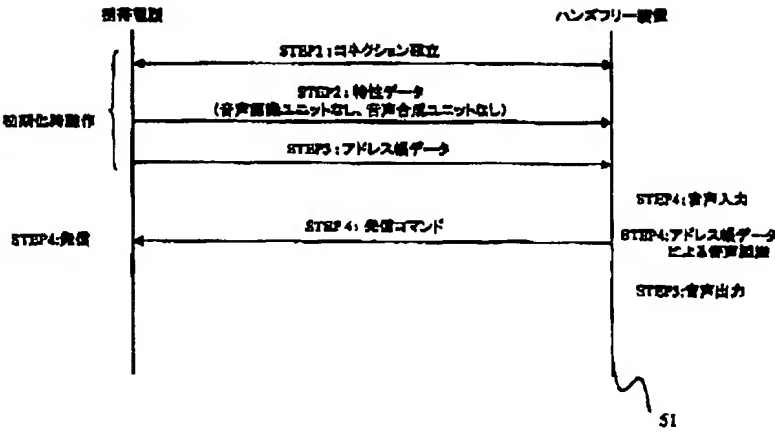 携帯電話
ハンズフリー装置
STEP1:コネクション確立
STEP2:特性データ
(音声認識ユニットなし、音声合成ユニットなし)
初期化時動作
STEP3:アドレス帳データ
STEP4:音声入力
STEP4:発信
STEP4:発信コマンド
STEP4:アドレス帳データ
による音声認識
STEP5:音声出力
51